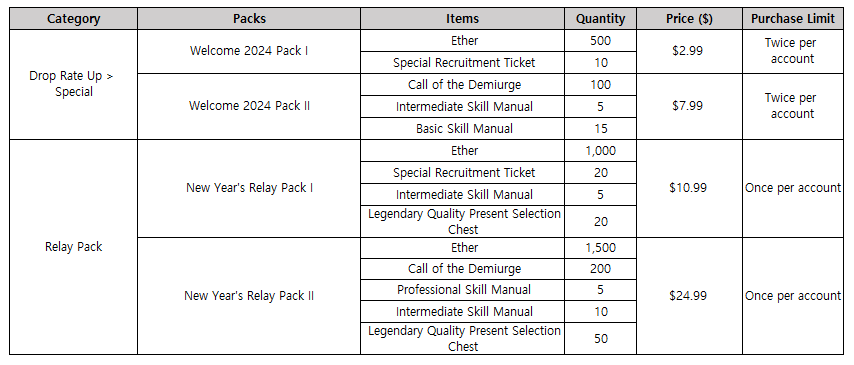 Category Packs Items Quantity Price ($) Purchase Limit
Drop Rate Up >
Special
Welcome 2024 Pack I
Ether 500
Special Recruitment Ticket 10
$2.99
Twice per
account
Welcome 2024 Pack II
Call of the Demiurge 100
Intermediate Skill Manual 5
Basic Skill Manual 15
$7.99
Twice per
account
Relay Pack
New Year's Relay Pack I
Ether 1,000
Special Recruitment Ticket 20
Intermediate Skill Manual 5
Legendary Quality Present Selection
Chest
20
$10.99
Once per account
New Year's Relay Pack II
Ether 1,500
Call of the Demiurge 200
Professional Skill Manual 5
Intermediate Skill Manual 10
Legendary Quality Present Selection
Chest
50
$24.99
Once per account